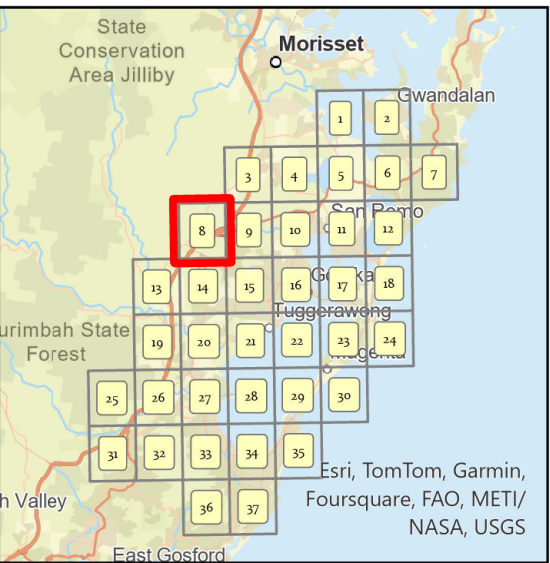 State
Conservation
Area Jilliby
Morisset
Gwandalan
1 2
3 4 5 6 7
San Remo
8 9 10 11 12
13 14 15 16 17 18
Tuggerawong
urimbah State
Forest
19 20 21 22 23 24
25 26 27 28 29 30
31 32 33 34 35
Esri, TomTom, Garmin,
Foursquare, FAO, METI/
NASA, USGS
h Valley
36 37
East Gosford